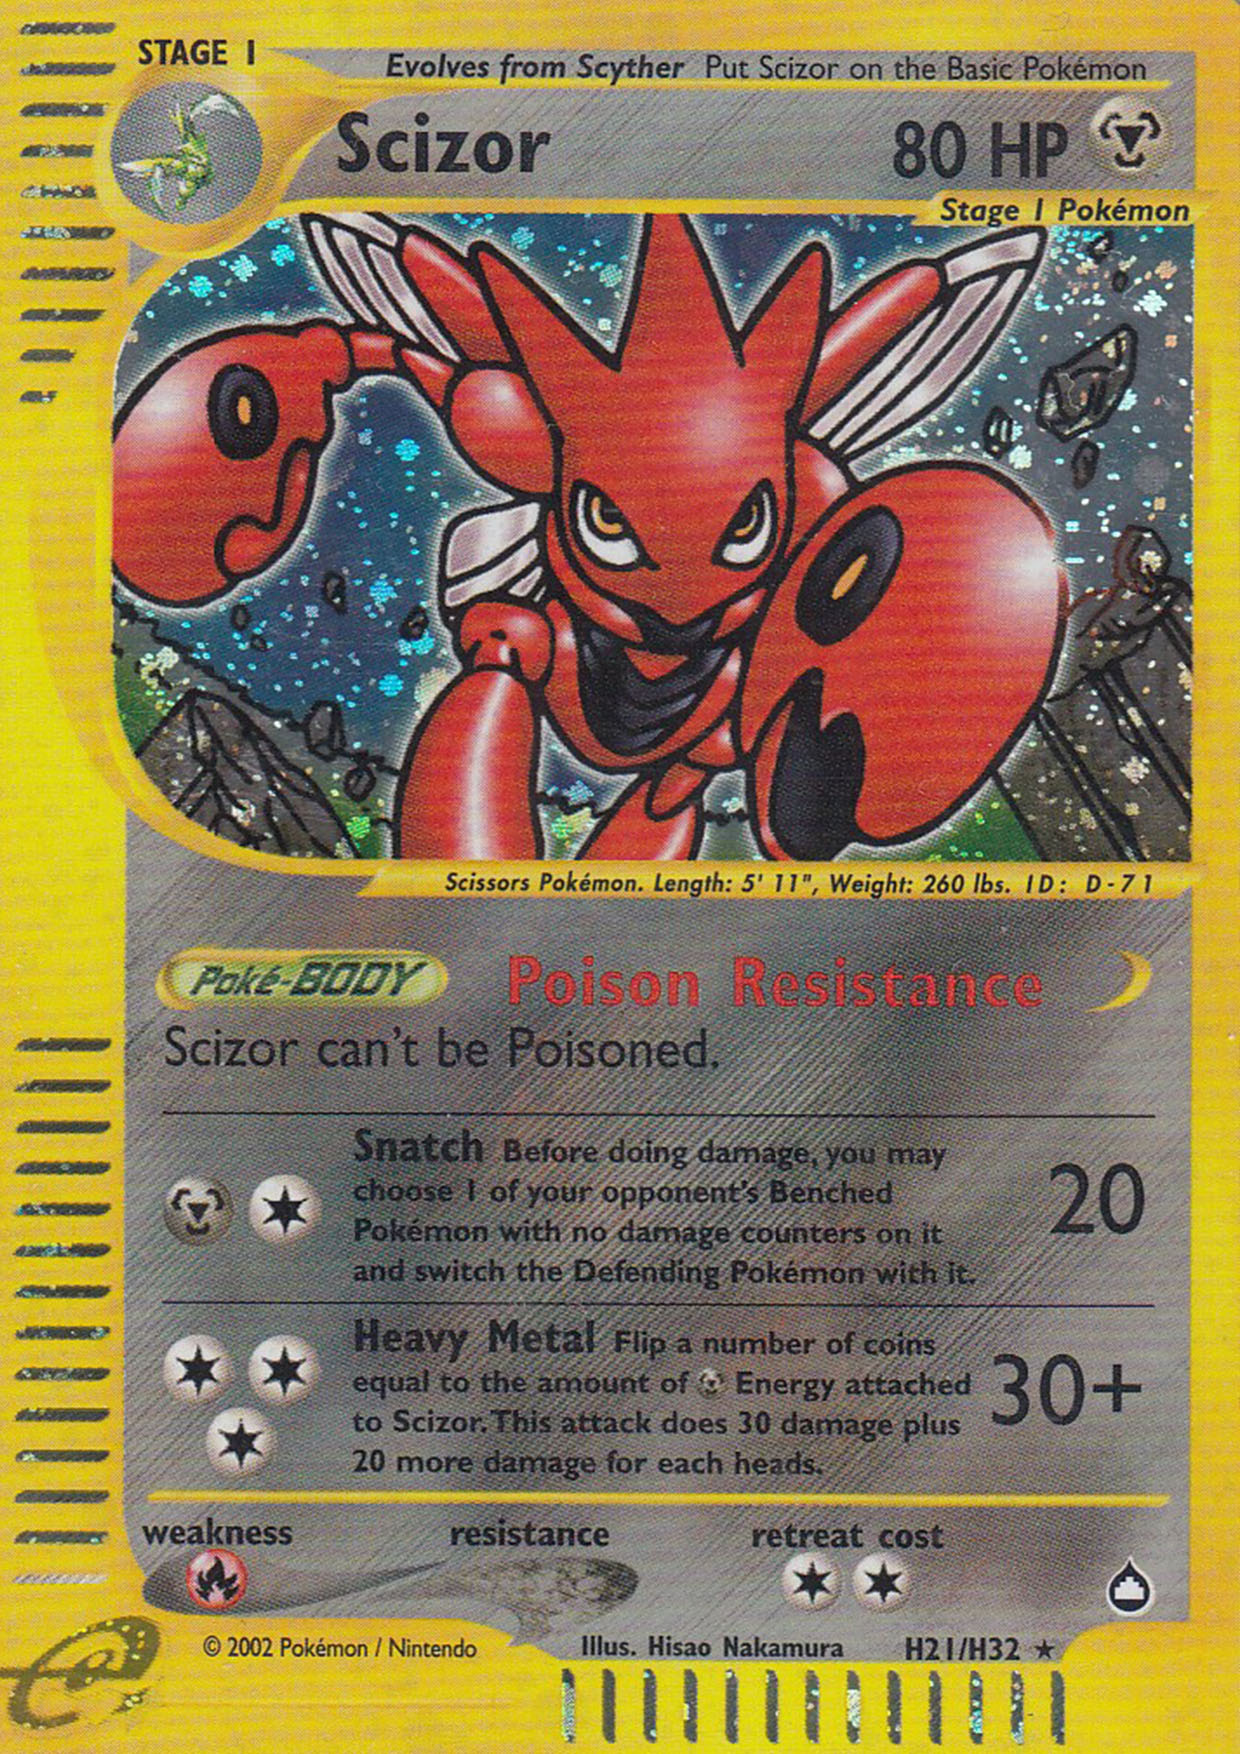 STAGE 1
Evolves from Scyther Put Scizor on the Basic Pokémon
Scizor 80 HP
Stage 1 Pokémon
Scissors Pokémon. Length: 5' 11", Weight: 260 lbs. ID: D-71
Poké-BODY Poison Resistance
Scizor can't be Poisoned.
Snatch Before doing damage, you may
choose 1 of your opponent's Benched
Pokémon with no damage counters on it
and switch the Defending Pokémon with it.
20
Heavy Metal Flip a number of coins
equal to the amount of Energy attached
to Scizor. This attack does 30 damage plus
20 more damage for each heads.
30+
weakness resistance retreat cost
© 2002 Pokémon / Nintendo Illus. Hisao Nakamura H21/H32 ★
e